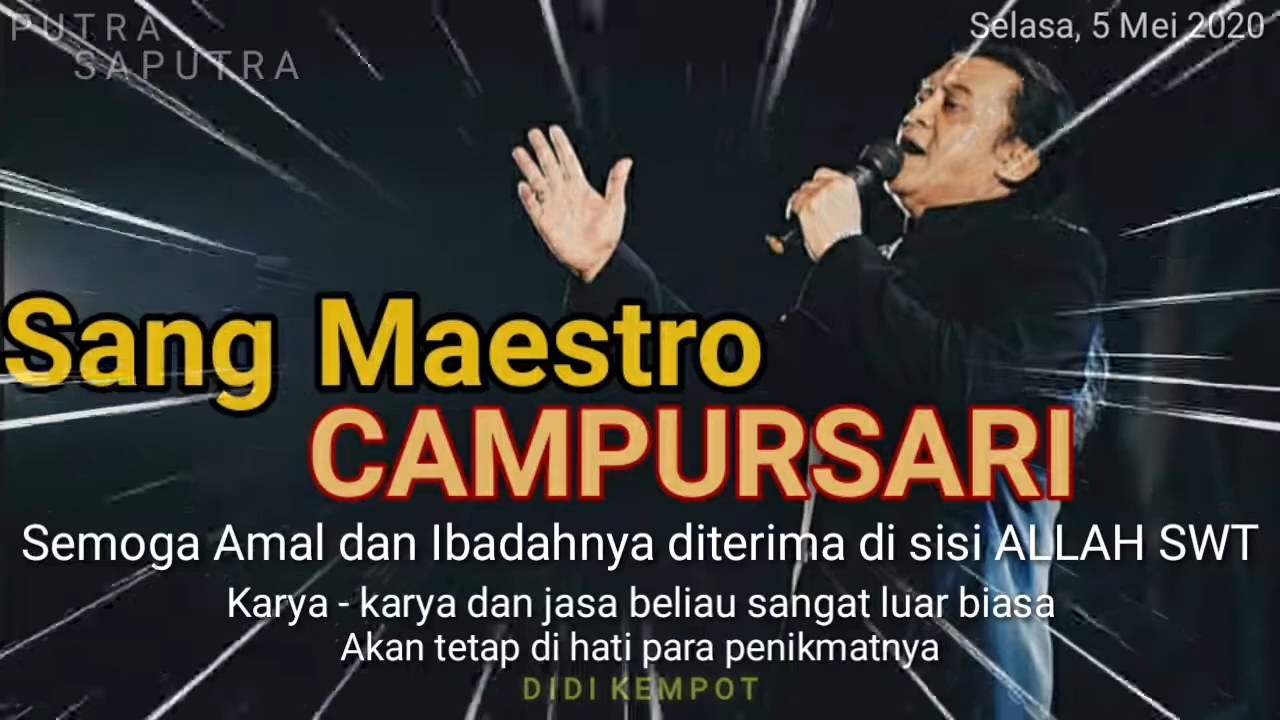 PUTRA
SAPUTRA
Selasa, 5 Mei 2020
Sang Maestro
CAMPURSARI
Semoga Amal dan Ibadahnya diterima di sisi ALLAH SWT
Karya - karya dan jasa beliau sangat luar biasa
Akan tetap di hati para penikmatnya
DIDI KEMPOT